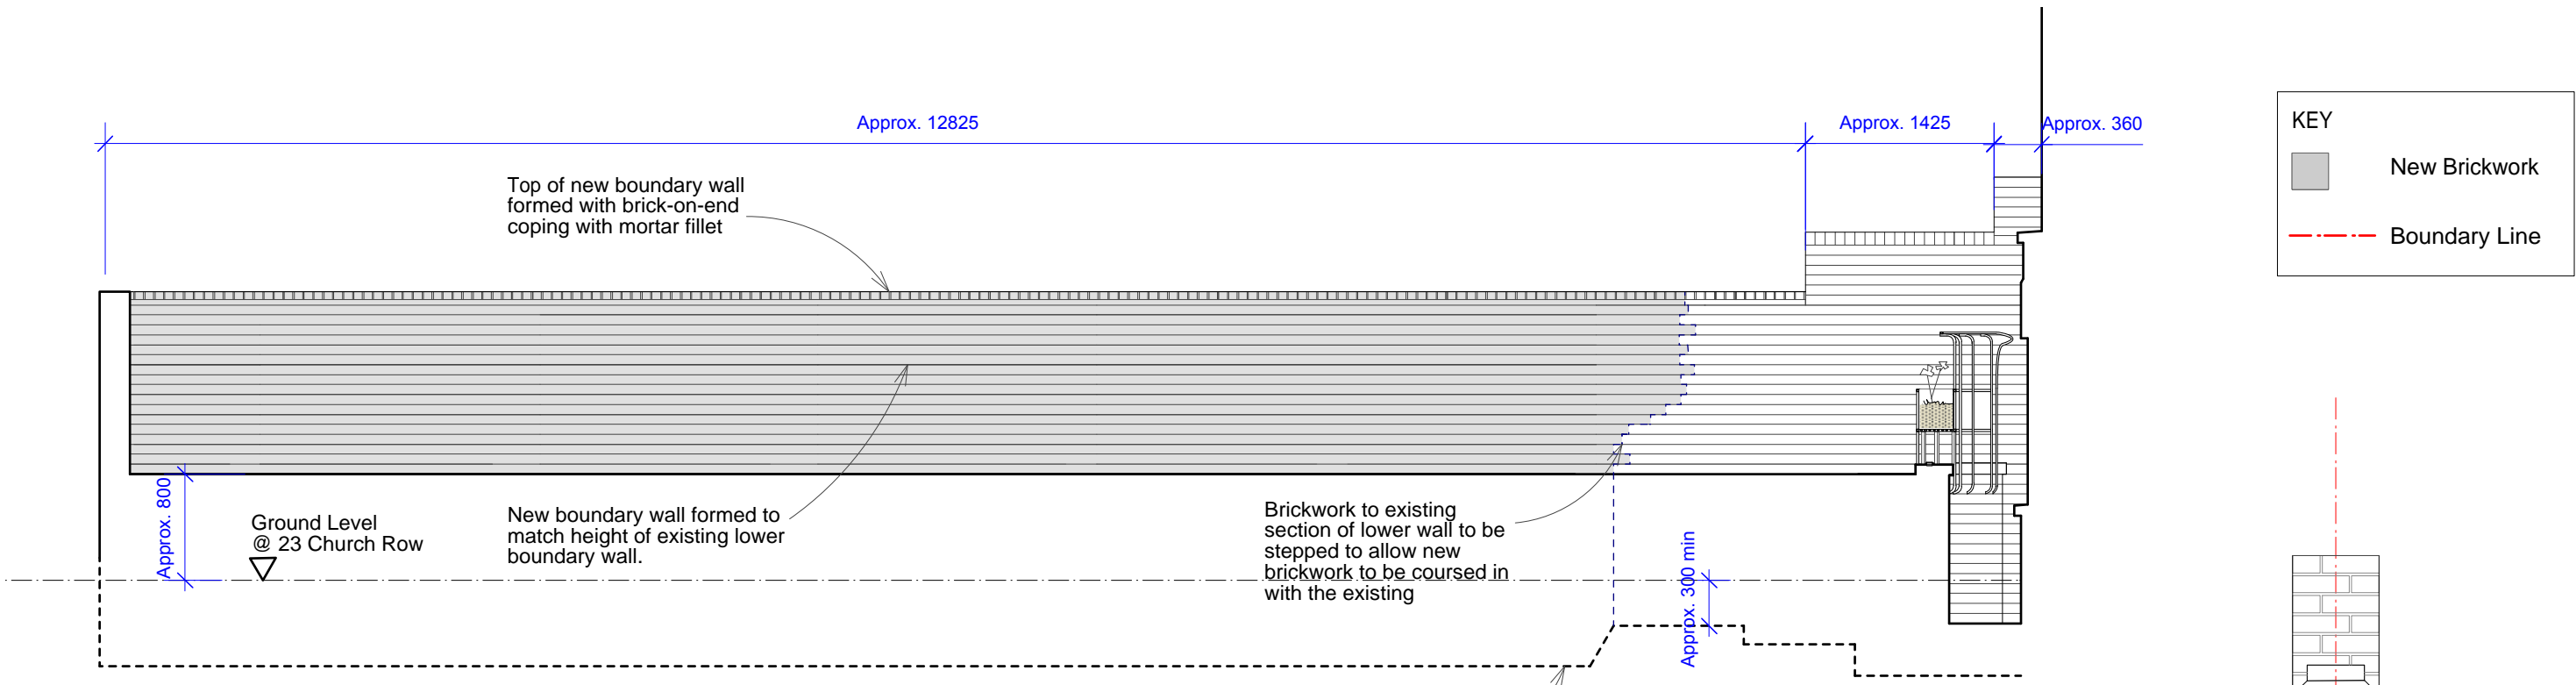 Approx. 12825
Approx. 1425
Approx. 360
KEY
New Brickwork
Boundary Line
Top of new boundary wall
formed with brick-on-end
coping with mortar fillet
Approx. 800
Ground Level
@ 23 Church Row
New boundary wall formed to
match height of existing lower
boundary wall.
Brickwork to existing
section of lower wall to be
stepped to allow new
brickwork to be coursed in
with the existing
Approx. 300 min